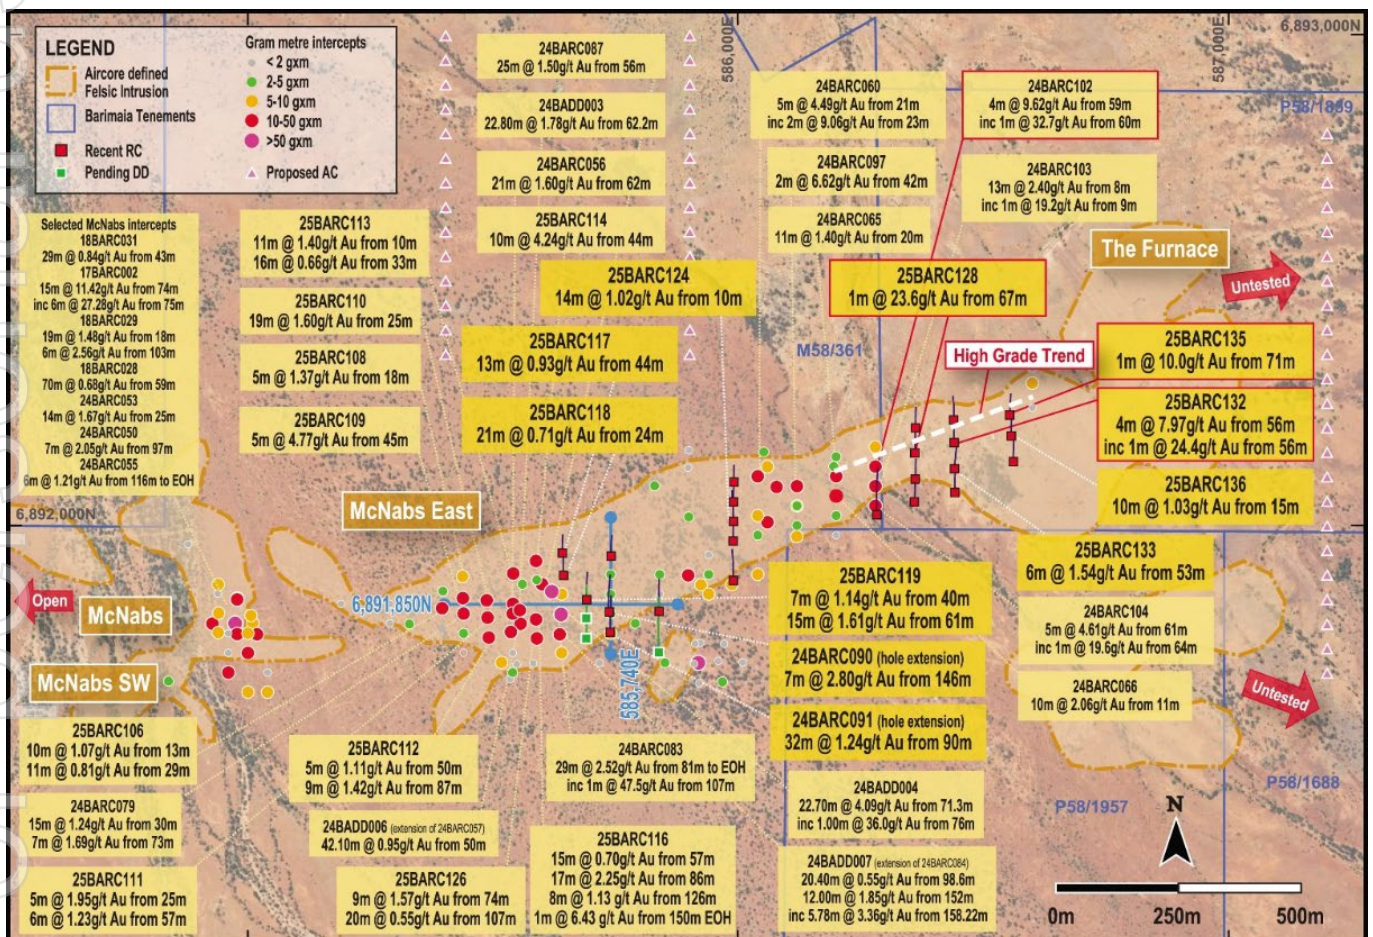 LEGEND
Aircore defined
Felsic Intrusion
Barimaia Tenements
Recent RC
Pending DD
Gram metre intercepts
< 2 gxm
2-5 gxm
5-10 gxm
10-50 gxm
>50 gxm
Proposed AC
24BARC087
25m @ 1.50g/t Au from 56m
24BADD003
22.80m @ 1.78g/t Au from 62.2m
24BARC056
21m @ 1.60g/t Au from 62m
25BARC114
10m @ 4.24g/t Au from 44m
586,000E
24BARC060
5m @ 4.49g/t Au from 21m
inc 2m @ 9.06g/t Au from 23m
24BARC097
2m @ 6.62g/t Au from 42m
24BARC065
11m @ 1.40g/t Au from 20m
24BARC102
4m @ 9.62g/t Au from 59m
inc 1m @ 32.7g/t Au from 60m
24BARC103
13m @ 2.40g/t Au from 8m
inc 1m @ 19.2g/t Au from 9m
587,000E
6,893,000N
P58/1899
Selected McNabs intercepts
18BARC031
29m @ 0.84g/t Au from 43m
17BARC002
15m @ 11.42g/t Au from 74m
inc 6m @ 27.28g/t Au from 75m
18BARC029
19m @ 1.48g/t Au from 18m
6m @ 2.56g/t Au from 103m
18BARC028
70m @ 0.68g/t Au from 59m
24BARC053
14m @ 1.67g/t Au from 25m
24BARC050
7m @ 2.05g/t Au from 97m
24BARC055
6m @ 1.21g/t Au from 116m to EOH
6,892,000N
25BARC113
11m @ 1.40g/t Au from 10m
16m @ 0.66g/t Au from 33m
25BARC110
19m @ 1.60g/t Au from 25m
25BARC108
5m @ 1.37g/t Au from 18m
25BARC109
5m @ 4.77g/t Au from 45m
25BARC124
14m @ 1.02g/t Au from 10m
25BARC117
13m @ 0.93g/t Au from 44m
25BARC118
21m @ 0.71g/t Au from 24m
25BARC128
1m @ 23.6g/t Au from 67m
M58/361
High Grade Trend
The Furnace
Untested
25BARC135
1m @ 10.0g/t Au from 71m
25BARC132
4m @ 7.97g/t Au from 56m
inc 1m @ 24.4g/t Au from 56m
25BARC136
10m @ 1.03g/t Au from 15m
McNabs East
6,891,850N
585,740E
Open
McNabs
McNabs SW
25BARC133
6m @ 1.54g/t Au from 53m
24BARC104
5m @ 4.61g/t Au from 61m
inc 1m @ 19.6g/t Au from 64m
24BARC066
10m @ 2.06g/t Au from 11m
Untested
25BARC119
7m @ 1.14g/t Au from 40m
15m @ 1.61g/t Au from 61m
24BARC090 (hole extension)
7m @ 2.80g/t Au from 146m
24BARC091 (hole extension)
32m @ 1.24g/t Au from 90m
24BADD004
22.70m @ 4.09g/t Au from 71.3m
inc 1.00m @ 36.0g/t Au from 76m
24BADD007 (extension of 24BARC084)
20.40m @ 0.55g/t Au from 98.6m
12.00m @ 1.85g/t Au from 152m
inc 5.78m @ 3.36g/t Au from 158.22m
25BARC106
10m @ 1.07g/t Au from 13m
11m @ 0.81g/t Au from 29m
24BARC079
15m @ 1.24g/t Au from 30m
7m @ 1.69g/t Au from 73m
25BARC111
5m @ 1.95g/t Au from 25m
6m @ 1.23g/t Au from 57m
25BARC112
5m @ 1.11g/t Au from 50m
9m @ 1.42g/t Au from 87m
24BADD006 (extension of 24BARC057)
42.10m @ 0.95g/t Au from 50m
25BARC126
9m @ 1.57g/t Au from 74m
20m @ 0.55g/t Au from 107m
24BARC083
29m @ 2.52g/t Au from 81m to EOH
inc 1m @ 47.5g/t Au from 107m
25BARC116
15m @ 0.70g/t Au from 57m
17m @ 2.25g/t Au from 86m
8m @ 1.13 g/t Au from 126m
1m @ 6.43 g/t Au from 150m EOH
P58/1957
P58/1688
N
0m 250m 500m